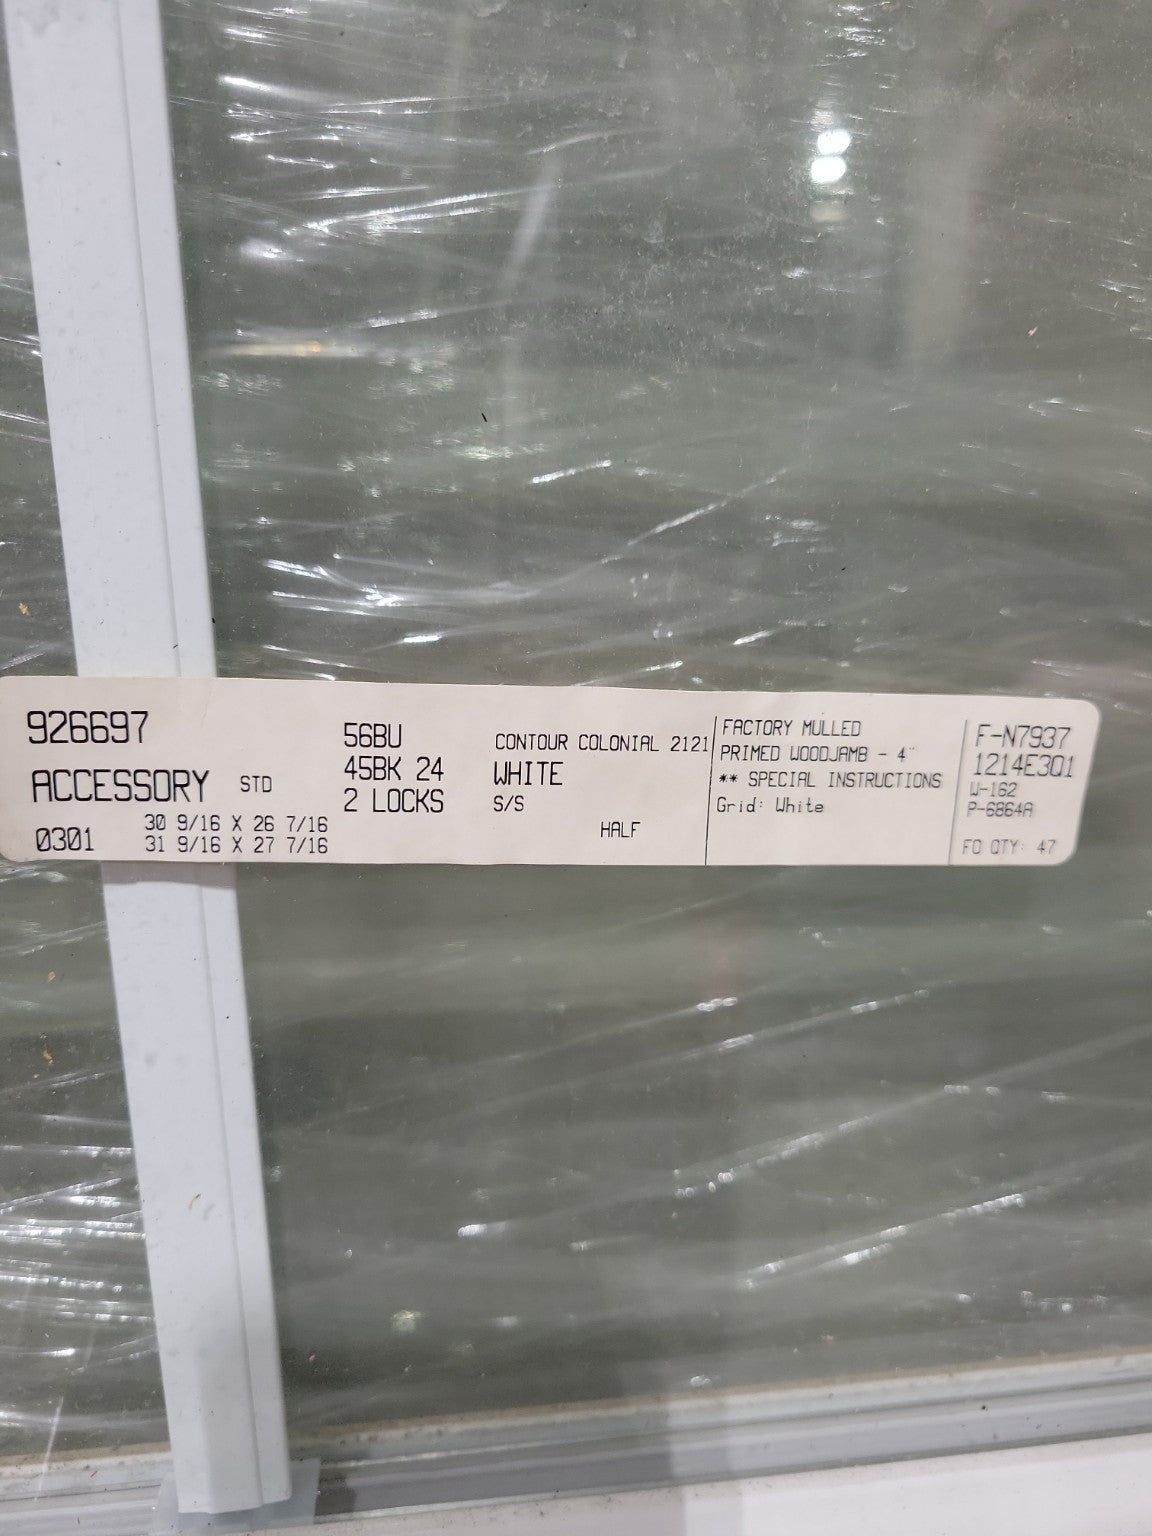 926697
ACCESSORY STD
0301
30 9/16 X 26 7/16
31 9/16 X 27 7/16
56BU
45BK 24
2 LOCKS
CONTOUR COLONIAL 2121
WHITE
S/S
HALF
FACTORY MULLED
PRIMED WOODJAMB - 4"
** SPECIAL INSTRUCTIONS
Grid: White
F-N7937
1214E3Q1
W-162
P-6864A
FO QTY: 47